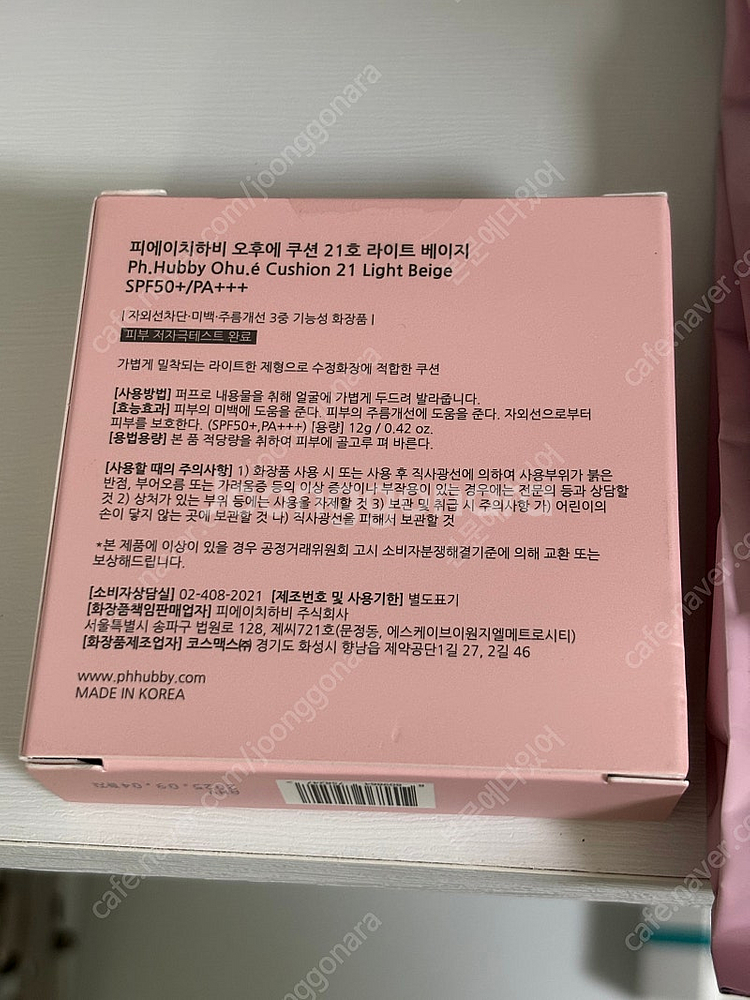 피에이치하비 오후에 쿠션 21호 라이트 베이지
Ph.Hubby Ohu.é Cushion 21 Light Beige
SPF50+/PA+++
| 자외선차단·미백·주름개선 3중 기능성 화장품 |
피부 저자극테스트 완료
가볍게 밀착되는 라이트한 제형으로 수정화장에 적합한 쿠션
[사용방법] 퍼프로 내용물을 취해 얼굴에 가볍게 두드려 발라줍니다.
[효능효과] 피부의 미백에 도움을 준다. 피부의 주름개선에 도움을 준다. 자외선으로부터
피부를 보호한다. (SPF50+,PA+++) [용량] 12g / 0.42 oz.
[용법용량] 본 품 적당량을 취하여 피부에 골고루 펴 바른다.
[사용할 때의 주의사항] 1) 화장품 사용 시 또는 사용 후 직사광선에 의하여 사용부위가 붉은
반점, 부어오름 또는 가려움증 등의 이상 증상이나 부작용이 있는 경우에는 전문의 등과 상담할
것 2) 상처가 있는 부위 등에는 사용을 자제할 것 3) 보관 및 취급 시 주의사항 가) 어린이의
손이 닿지 않는 곳에 보관할 것 나) 직사광선을 피해서 보관할 것
*본 제품에 이상이 있을 경우 공정거래위원회 고시 소비자분쟁해결기준에 의해 교환 또는
보상해드립니다.
[소비자상담실] 02-408-2021 [제조번호 및 사용기한] 별도표기
[화장품책임판매업자] 피에이치하비 주식회사
서울특별시 송파구 법원로 128, 제씨721호(문정동, 에스케이브이원지엘메트로시티)
[화장품제조업자] 코스맥스㈜ 경기도 화성시 향남읍 제약공단1길 27, 2길 46
www.phhubby.com
MADE IN KOREA
cafe.naver.com/joonggonara